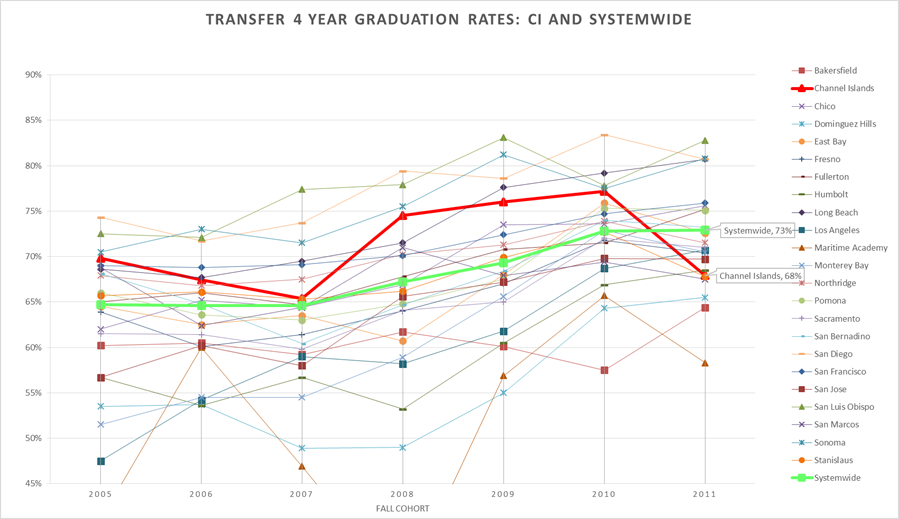 TRANSFER 4 YEAR GRADUATION RATES: CI AND SYSTEMWIDE
90%
85%
80%
75%
70%
65%
60%
55%
50%
45%
2005 2006 2007 2008 2009 2010 2011
FALL COHORT
Systemwide, 73%
Channel Islands, 68%
Bakersfield
Channel Islands
Chico
Dominguez Hills
East Bay
Fresno
Fullerton
Humbolt
Long Beach
Los Angeles
Maritime Academy
Monterey Bay
Northridge
Pomona
Sacramento
San Bernadino
San Diego
San Francisco
San Jose
San Luis Obispo
San Marcos
Sonoma
Stanislaus
Systemwide